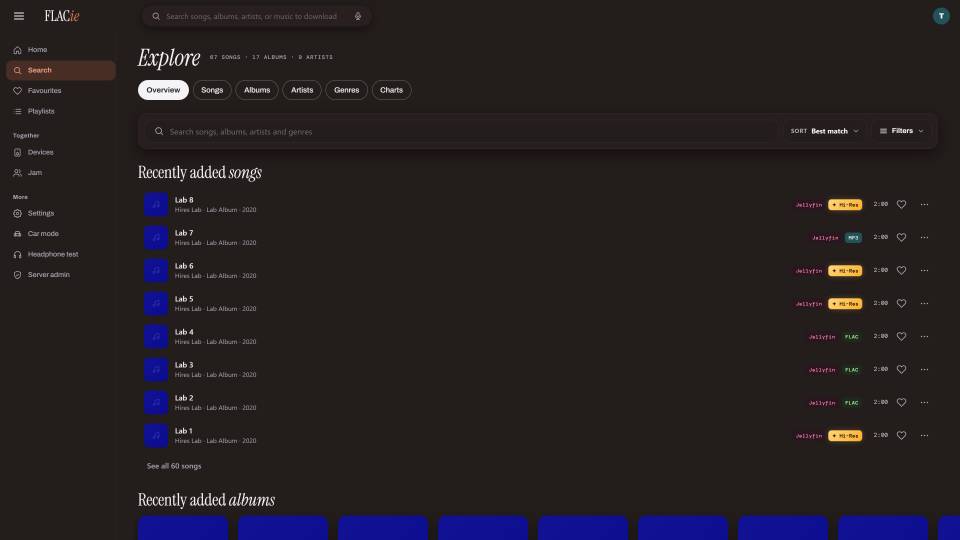 FLACie
Search songs, albums, artists, or music to download
T
Home
Search
Favourites
Playlists
Together
Devices
Jam
More
Settings
Car mode
Headphone test
Server admin
Explore
67 SONGS · 17 ALBUMS · 9 ARTISTS
Overview Songs Albums Artists Genres Charts
Search songs, albums, artists and genres
SORT Best match
Filters
Recently added songs
Lab 8
Hires Lab · Lab Album · 2020
Jellyfin Hi-Res 2:00
Lab 7
Hires Lab · Lab Album · 2020
Jellyfin MP3 2:00
Lab 6
Hires Lab · Lab Album · 2020
Jellyfin Hi-Res 2:00
Lab 5
Hires Lab · Lab Album · 2020
Jellyfin Hi-Res 2:00
Lab 4
Hires Lab · Lab Album · 2020
Jellyfin FLAC 2:00
Lab 3
Hires Lab · Lab Album · 2020
Jellyfin FLAC 2:00
Lab 2
Hires Lab · Lab Album · 2020
Jellyfin FLAC 2:00
Lab 1
Hires Lab · Lab Album · 2020
Jellyfin Hi-Res 2:00
See all 60 songs
Recently added albums